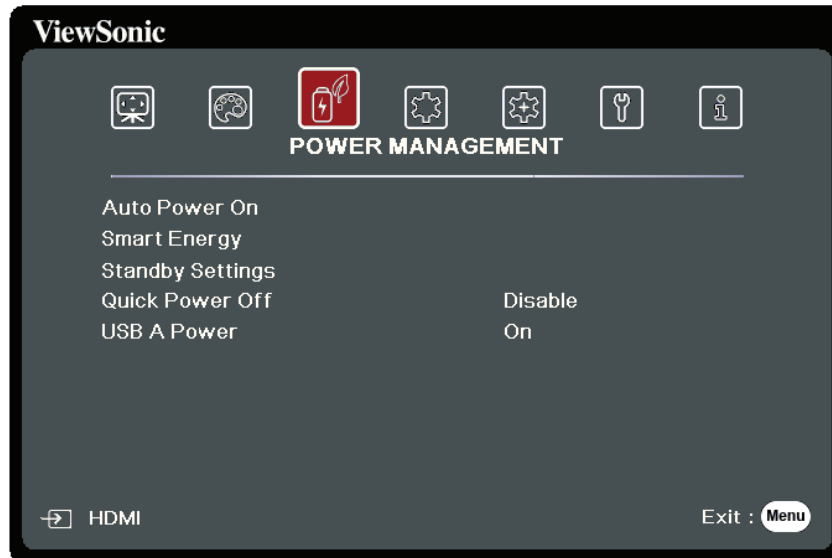 ViewSonic
POWER MANAGEMENT
Auto Power On
Smart Energy
Standby Settings
Quick Power Off Disable
USB A Power On
HDMI Exit : Menu